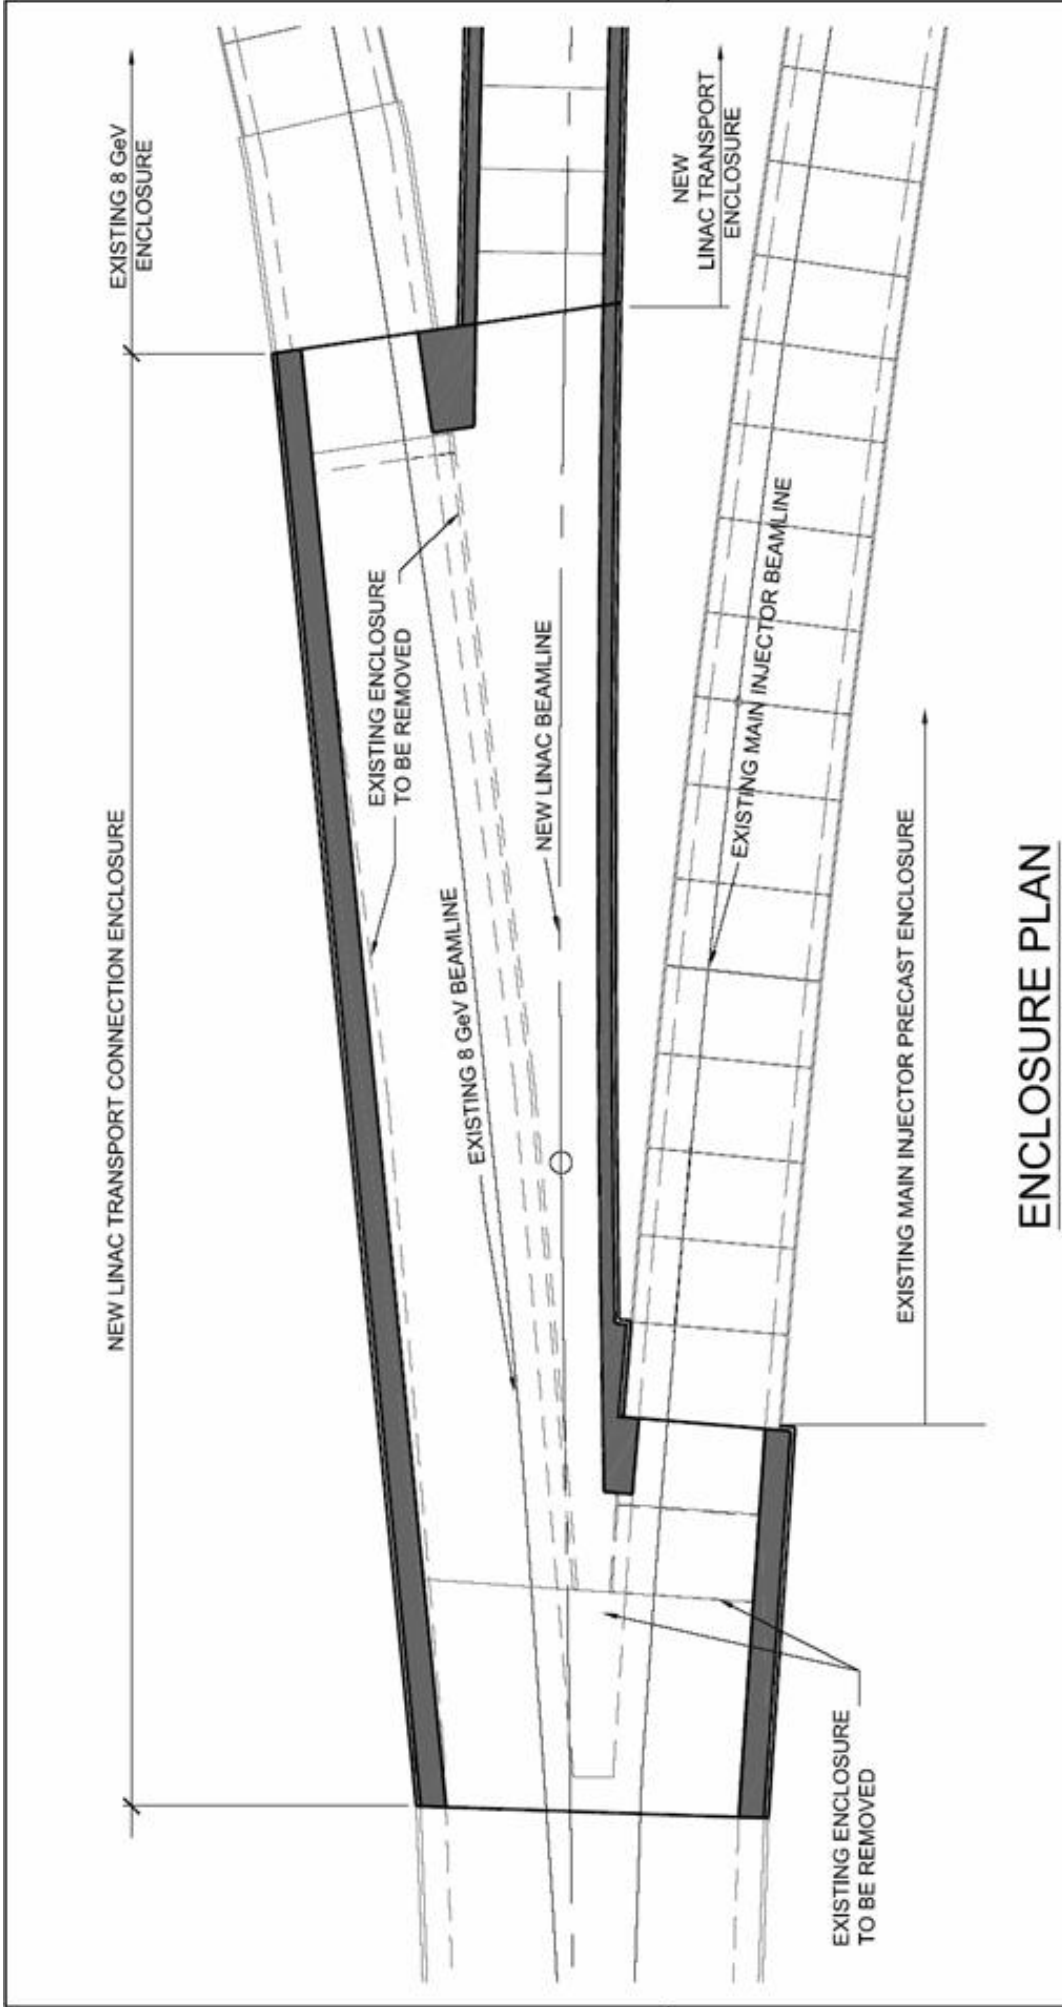 NEW LINAC TRANSPORT CONNECTION ENCLOSURE
EXISTING 8 GeV
ENCLOSURE
EXISTING ENCLOSURE
TO BE REMOVED
EXISTING 8 GeV BEAMLINE
NEW LINAC BEAMLINE
NEW
LINAC TRANSPORT
ENCLOSURE
EXISTING MAIN INJECTOR BEAMLINE
EXISTING ENCLOSURE
TO BE REMOVED
EXISTING MAIN INJECTOR PRECAST ENCLOSURE
ENCLOSURE PLAN